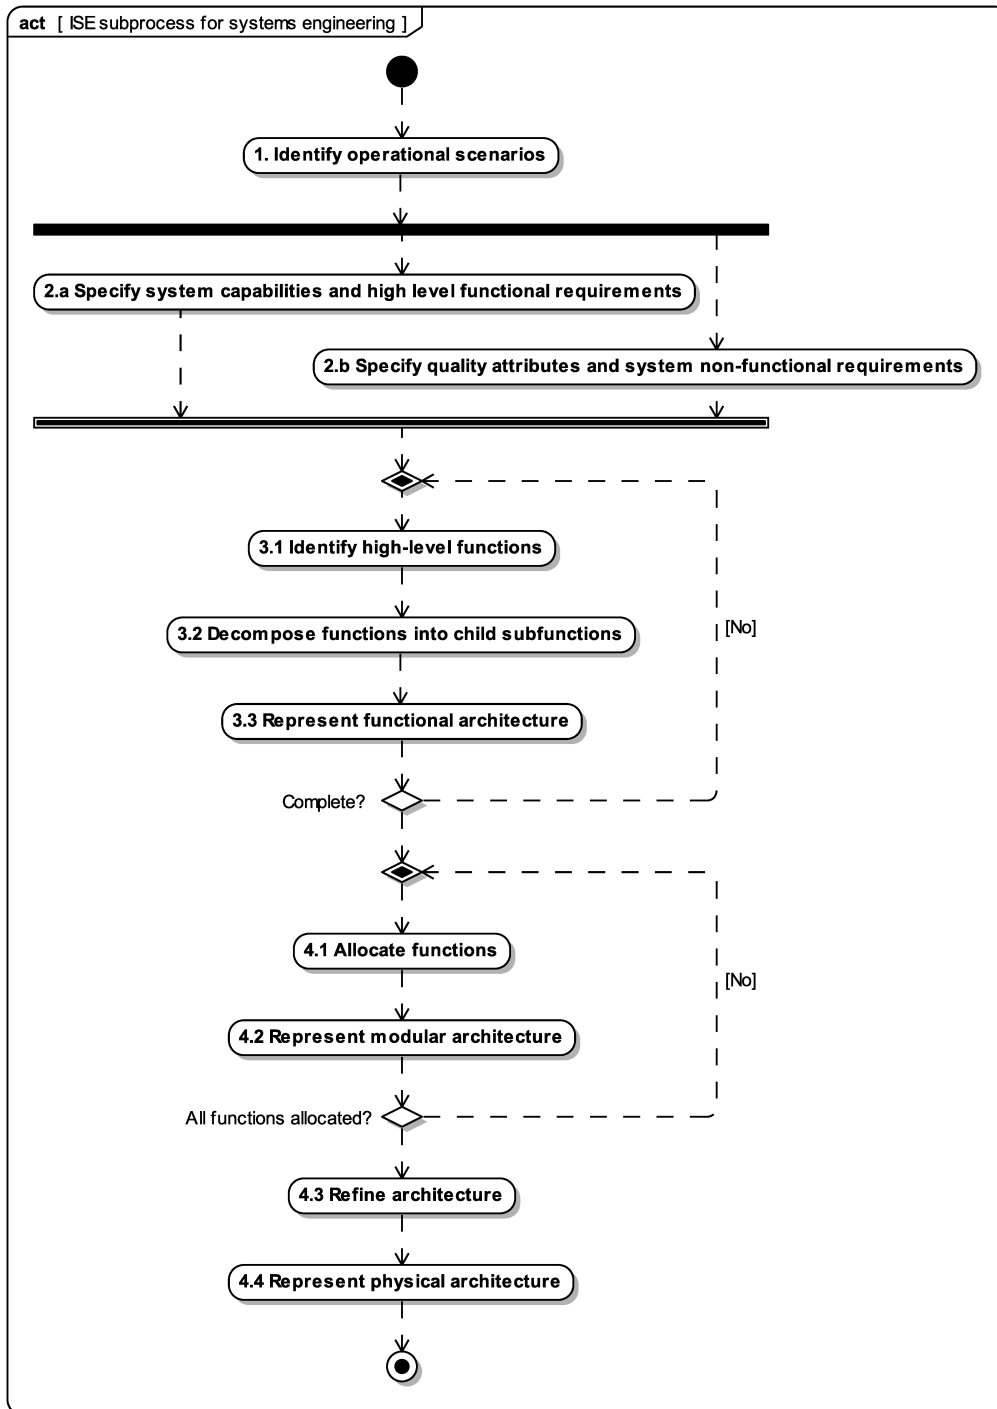 act [ ISE subprocess for systems engineering ]
1. Identify operational scenarios
2.a Specify system capabilities and high level functional requirements
2.b Specify quality attributes and system non-functional requirements
3.1 Identify high-level functions
3.2 Decompose functions into child subfunctions
[No]
3.3 Represent functional architecture
Complete?
4.1 Allocate functions
[No]
4.2 Represent modular architecture
All functions allocated?
4.3 Refine architecture
4.4 Represent physical architecture